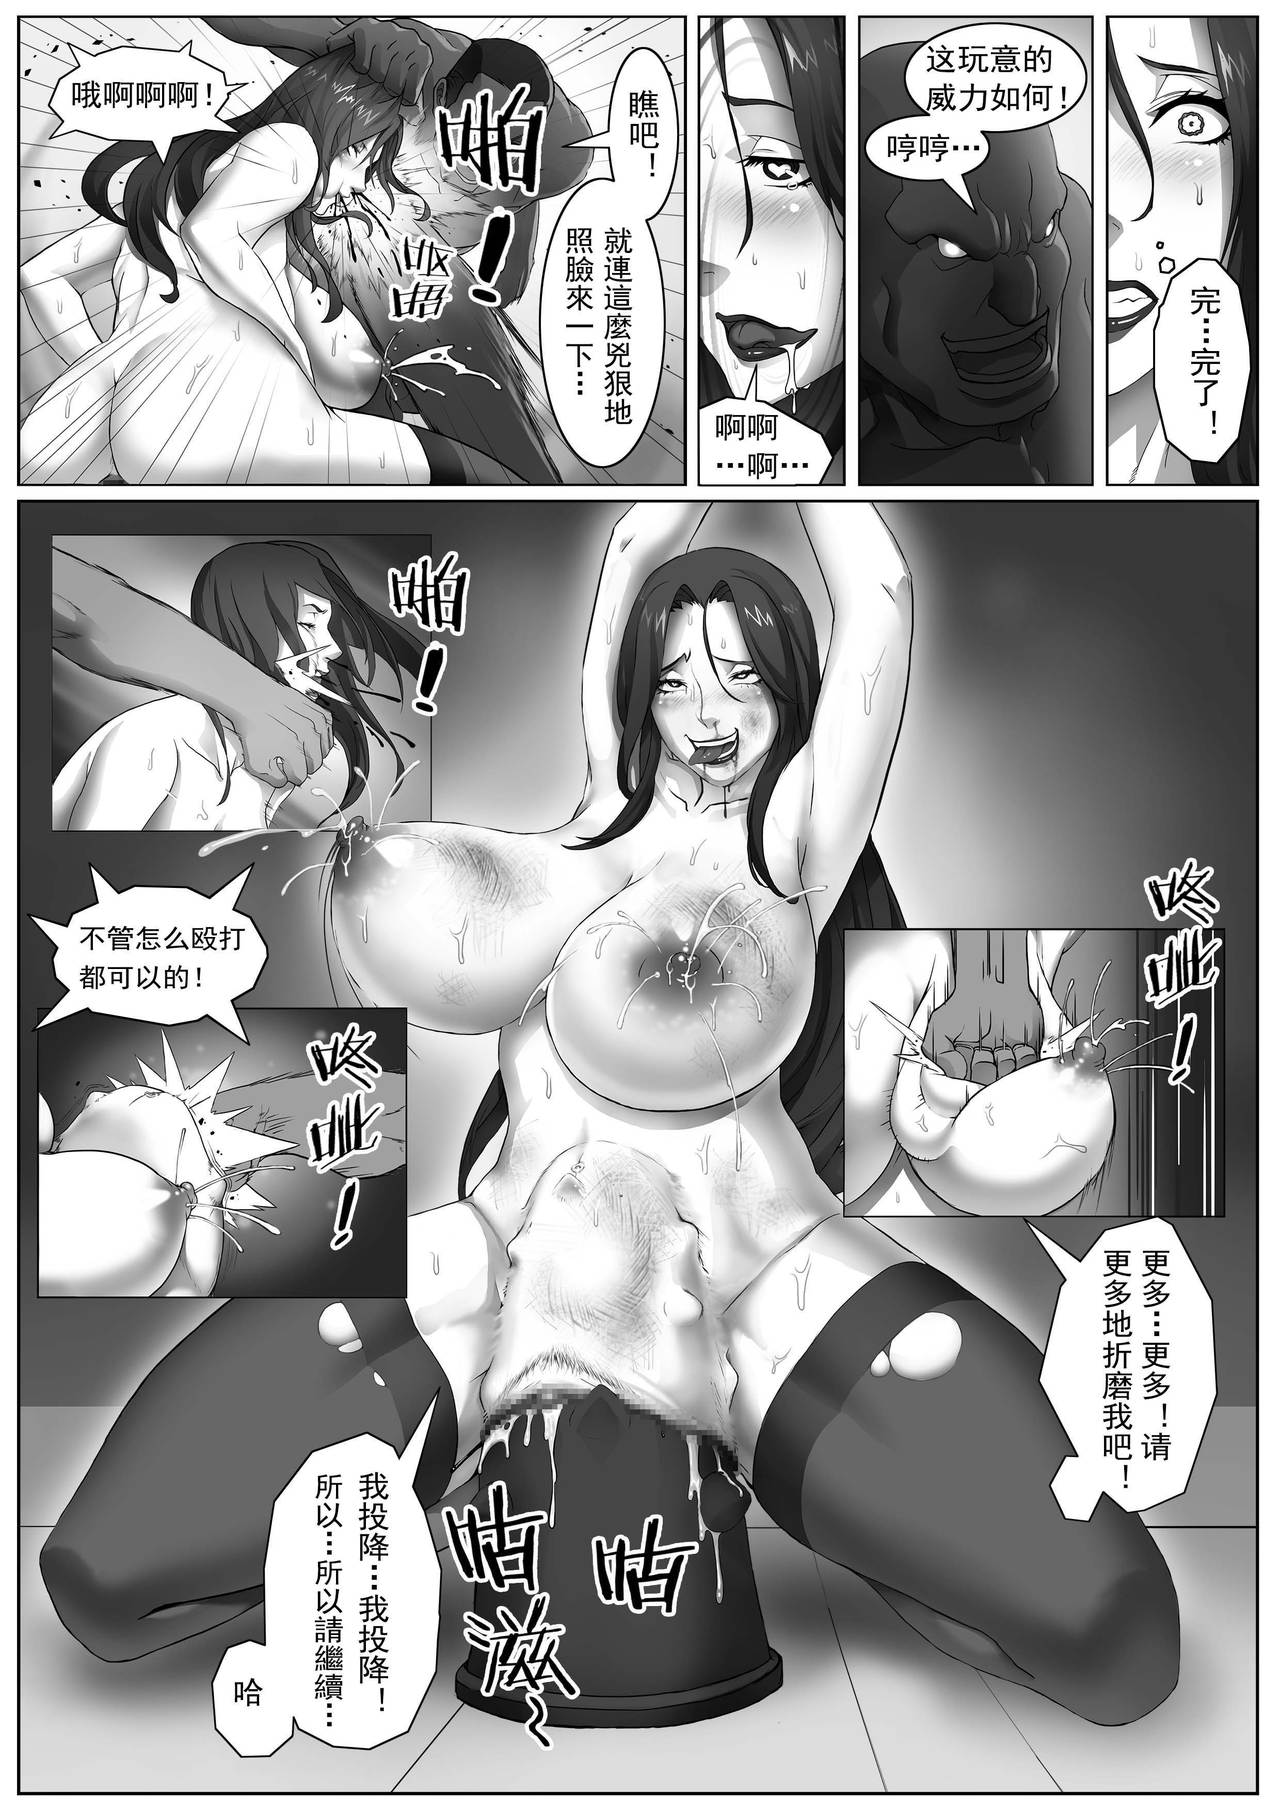 完⋯完了！
这玩意的
威力如何！
哼哼⋯
啊啊
⋯啊⋯
瞧吧！
就連這麼兇狠地
照臉來一下⋯
哦啊啊啊！
啪！
啪！
不管怎么殴打
都可以的！
咚
咚
更多⋯更多！请
更多地折磨我吧！
我投降⋯我投降！
所以⋯所以請繼續⋯
哈
咕
咕
滋～